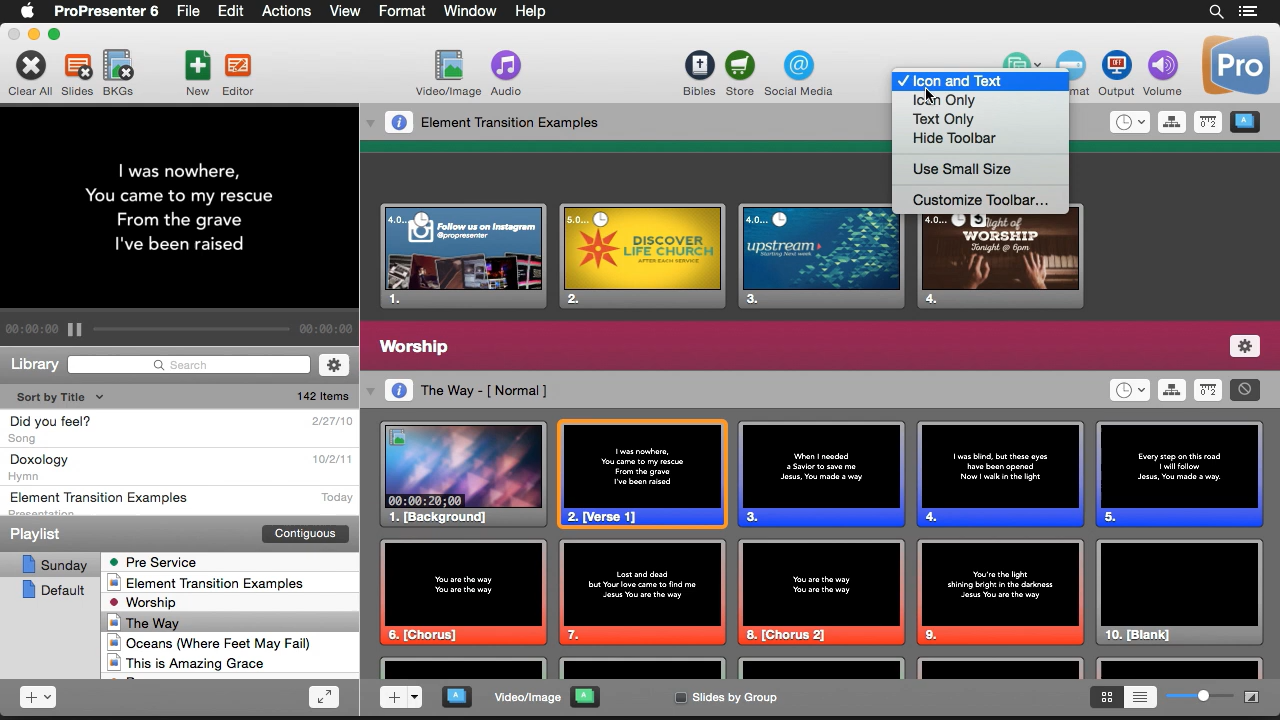 ProPresenter 6 File Edit Actions View Format Window Help
Clear All Slides BKGs New Editor Video/Image Audio Bibles Store Social Media mat Output Volume
Pro
✓ Icon and Text
Icon Only
Text Only
Hide Toolbar
Use Small Size
Customize Toolbar...
I was nowhere,
You came to my rescue
From the grave
I've been raised
00:00:00 00:00:00
Library Search
Sort by Title 142 Items
Did you feel? 2/27/10
Song
Doxology 10/2/11
Hymn
Element Transition Examples Today
Presentation
Playlist Contiguous
Sunday
Default
Pre Service
Element Transition Examples
Worship
The Way
Oceans (Where Feet May Fail)
This is Amazing Grace
Element Transition Examples
4.0...
Follow us on Instagram
@propresenter
1.
5.0...
DISCOVER
LIFE CHURCH
AFTER EACH SERVICE
2.
4.0...
upstream
Starting Next week
3.
4.0...
Night of
WORSHIP
Tonight @ 6pm
4.
Worship
The Way - [ Normal ]
00:00:20;00
1. [Background]
I was nowhere,
You came to my rescue
From the grave
I've been raised
2. [Verse 1]
When I needed
a Savior to save me
Jesus, You made a way
3.
I was blind, but these eyes
have been opened
Now I walk in the light
4.
Every step on this road
I will follow
Jesus, You made a way.
5.
You are the way
You are the way
6. [Chorus]
Lost and dead
but Your love came to find me
Jesus You are the way
7.
You are the way
You are the way
8. [Chorus 2]
You're the light
shining bright in the darkness
Jesus You are the way
9.
10. [Blank]
Video/Image Slides by Group